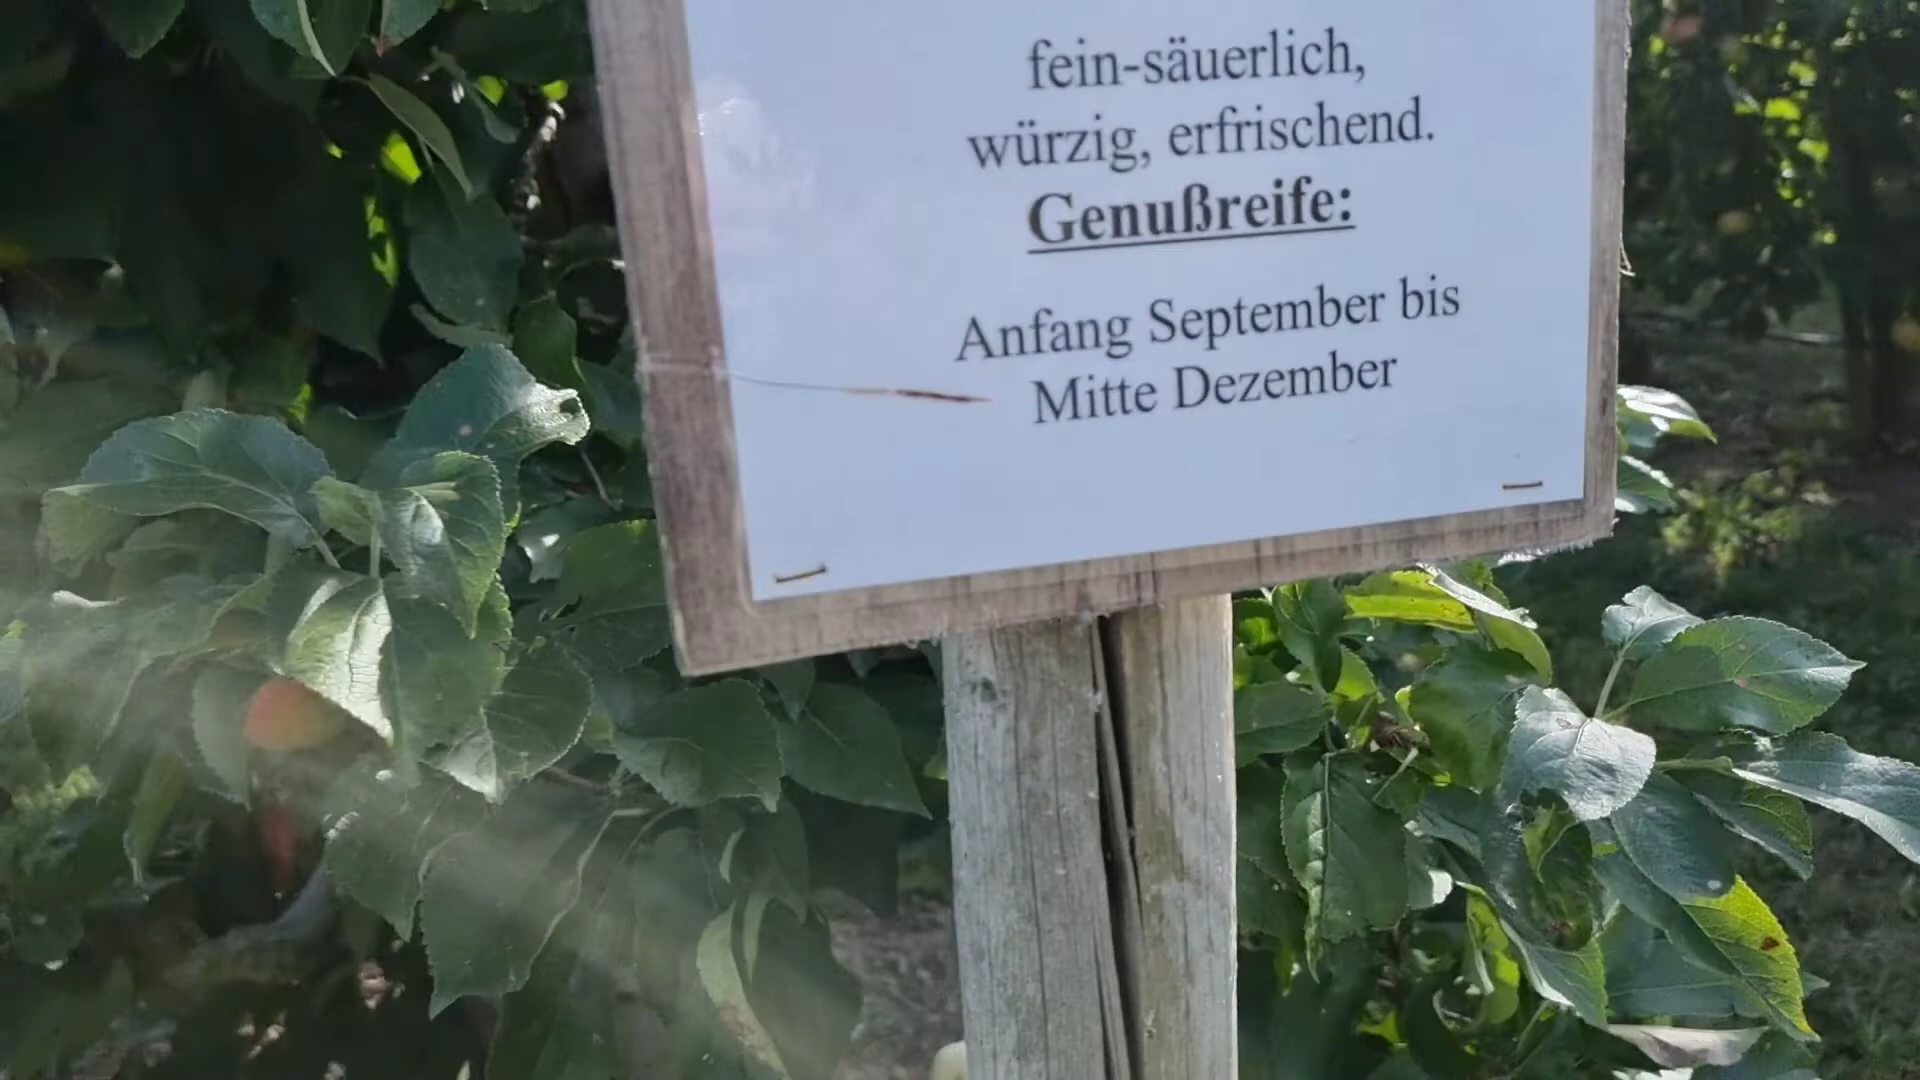 fein-säuerlich,
würzig, erfrischend.
Genußreife:
Anfang September bis
Mitte Dezember